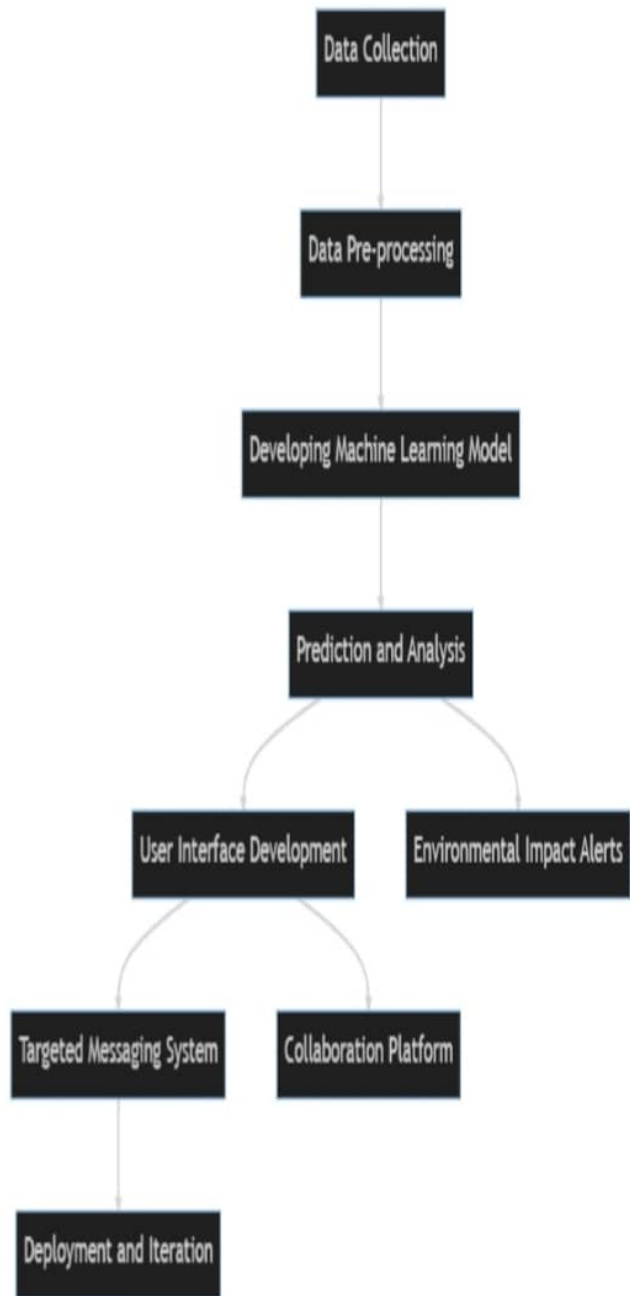 Data Collection
Data Pre-processing
Developing Machine Learning Model
Prediction and Analysis
User Interface Development
Environmental Impact Alerts
Targeted Messaging System
Collaboration Platform
Deployment and Iteration